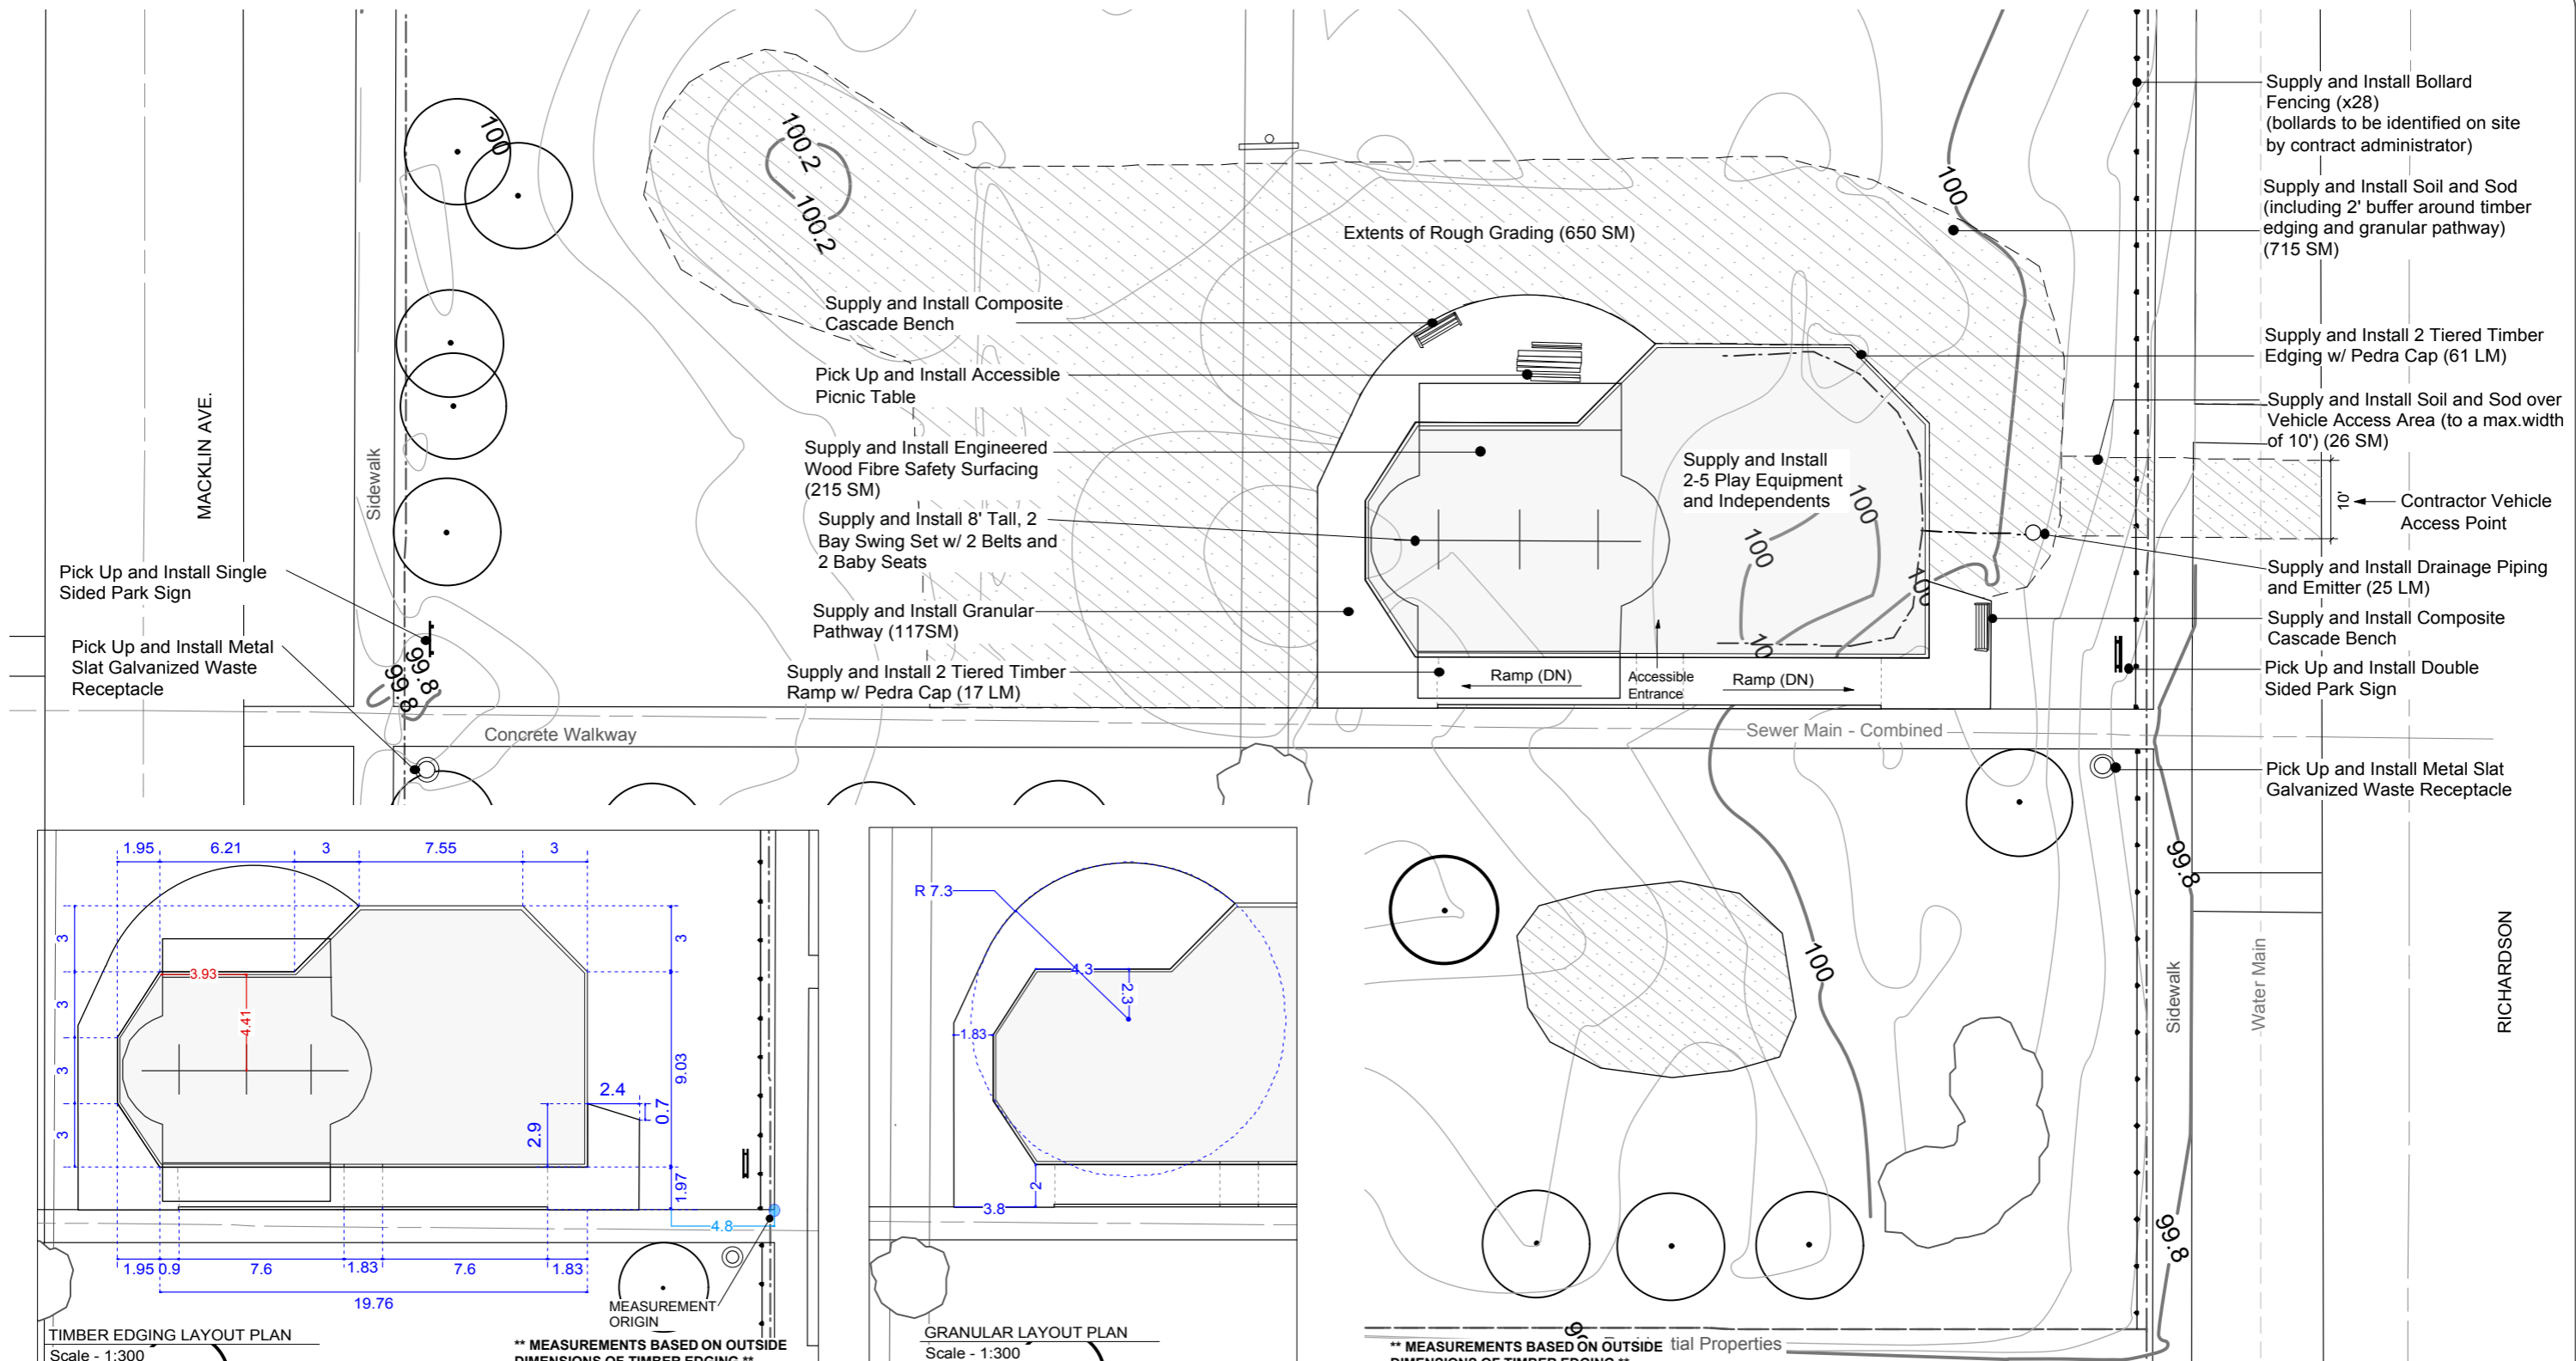 100
100.2
100.2
Extents of Rough Grading (650 SM)
100
Supply and Install Bollard
Fencing (x28)
(bollards to be identified on site
by contract administrator)
Supply and Install Soil and Sod
(including 2' buffer around timber
edging and granular pathway)
(715 SM)
Supply and Install 2 Tiered Timber
Edging w/ Pedra Cap (61 LM)
Supply and Install Soil and Sod over
Vehicle Access Area (to a max.width
of 10') (26 SM)
10'
Contractor Vehicle
Access Point
Supply and Install Drainage Piping
and Emitter (25 LM)
Supply and Install Composite
Cascade Bench
Pick Up and Install Double
Sided Park Sign
Pick Up and Install Metal Slat
Galvanized Waste Receptacle
MACKLIN AVE.
Sidewalk
Pick Up and Install Single
Sided Park Sign
Pick Up and Install Metal
Slat Galvanized Waste
Receptacle
99.8
99.8
Concrete Walkway
Supply and Install Composite
Cascade Bench
Pick Up and Install Accessible
Picnic Table
Supply and Install Engineered
Wood Fibre Safety Surfacing
(215 SM)
Supply and Install 8' Tall, 2
Bay Swing Set w/ 2 Belts and
2 Baby Seats
Supply and Install Granular
Pathway (117SM)
Supply and Install 2 Tiered Timber
Ramp w/ Pedra Cap (17 LM)
Supply and Install
2-5 Play Equipment
and Independents
100
100
100
10
Ramp (DN)
Accessible
Entrance
Ramp (DN)
Sewer Main - Combined
1.95
6.21
3
7.55
3
3
3
3
3
3.93
4.41
3
9.03
2.4
0.7
2.9
1.97
4.8
1.95
0.9
7.6
1.83
7.6
1.83
19.76
MEASUREMENT
ORIGIN
TIMBER EDGING LAYOUT PLAN
Scale - 1:300
** MEASUREMENTS BASED ON OUTSIDE
DIMENSIONS OF TIMBER EDGING **
R 7.3
4.3
2.3
1.83
2
3.8
GRANULAR LAYOUT PLAN
Scale - 1:300
** MEASUREMENTS BASED ON OUTSIDE
DIMENSIONS OF TIMBER EDGING **
100
99.8
99.8
Sidewalk
Water Main
RICHARDSON
Properties